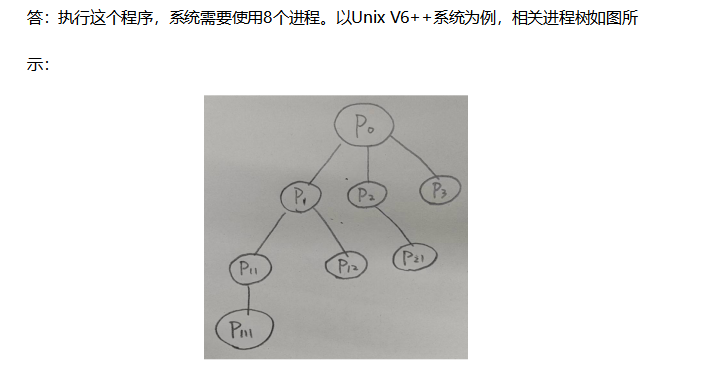 答：执行这个程序，系统需要使用8个进程。以Unix V6++系统为例，相关进程树如图所
示：
P₀
P₁ P₂ P₃
P₁₁ P₁₂ P₂₁
P₁₁₁